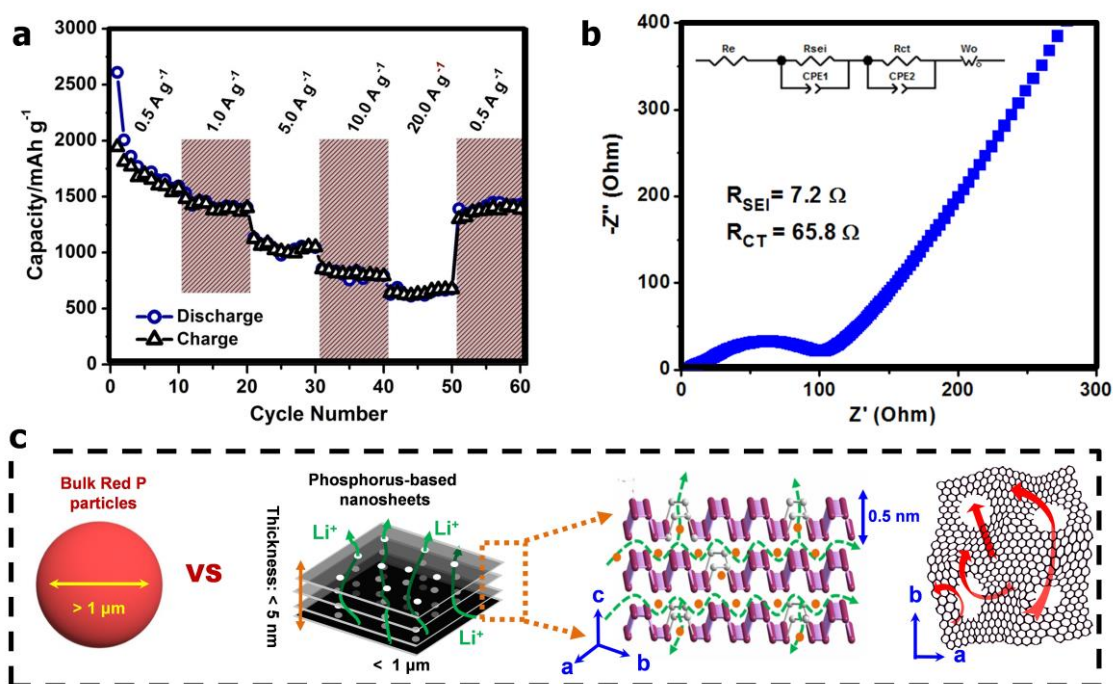 a
3000
2500
2000
1500
1000
500
0
Capacity/mAh g⁻¹
0.5 A g⁻¹
1.0 A g⁻¹
5.0 A g⁻¹
10.0 A g⁻¹
20.0 A g⁻¹
0.5 A g⁻¹
Discharge
Charge
0 10 20 30 40 50 60
Cycle Number
b
400
300
200
100
0
-Z'' (Ohm)
Re
Rsei
Rct
Wo
CPE1
CPE2
R_SEI = 7.2 Ω
R_CT = 65.8 Ω
0 100 200 300
Z' (Ohm)
c
Bulk Red P
particles
> 1 µm
vs
Phosphorus-based
nanosheets
Thickness: < 5 nm
Li⁺
Li⁺
Li⁺
< 1 µm
0.5 nm
c
a
b
b
a